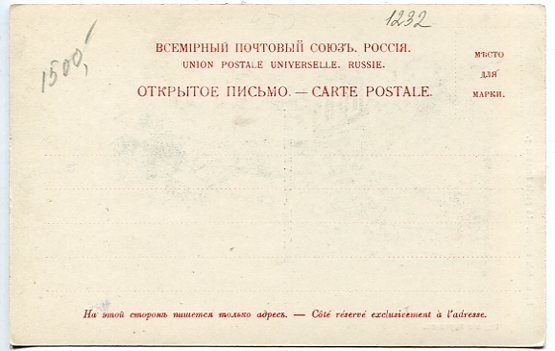 1232
1500,
ВСЕМІРНЫЙ ПОЧТОВЫЙ СОЮЗЪ. РОССІЯ.
UNION POSTALE UNIVERSELLE. RUSSIE.
ОТКРЫТОЕ ПИСЬМО. — CARTE POSTALE.
МѢСТО
ДЛЯ
МАРКИ.
На этой сторонѣ пишется только адресъ. — Côté réservé exclusivement à l'adresse.